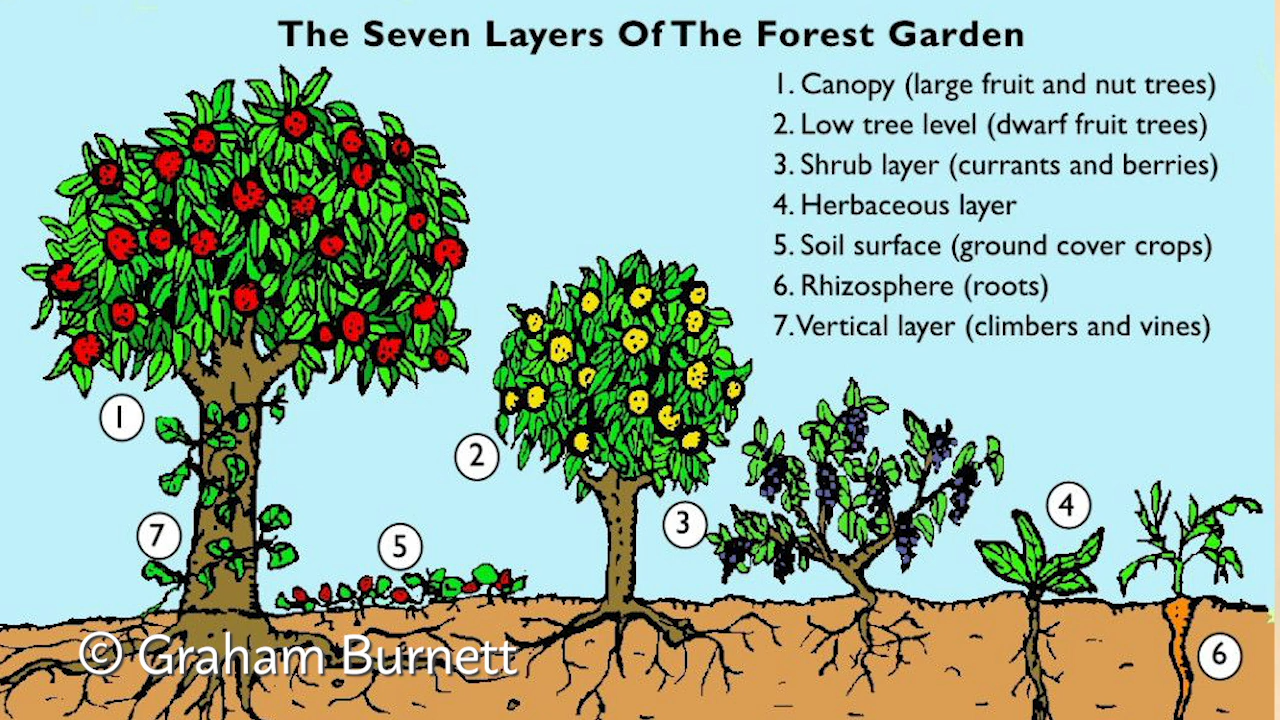 The Seven Layers Of The Forest Garden
1. Canopy (large fruit and nut trees)
2. Low tree level (dwarf fruit trees)
3. Shrub layer (currants and berries)
4. Herbaceous layer
5. Soil surface (ground cover crops)
6. Rhizosphere (roots)
7. Vertical layer (climbers and vines)
1
2
7
5
3
4
6
© Graham Burnett